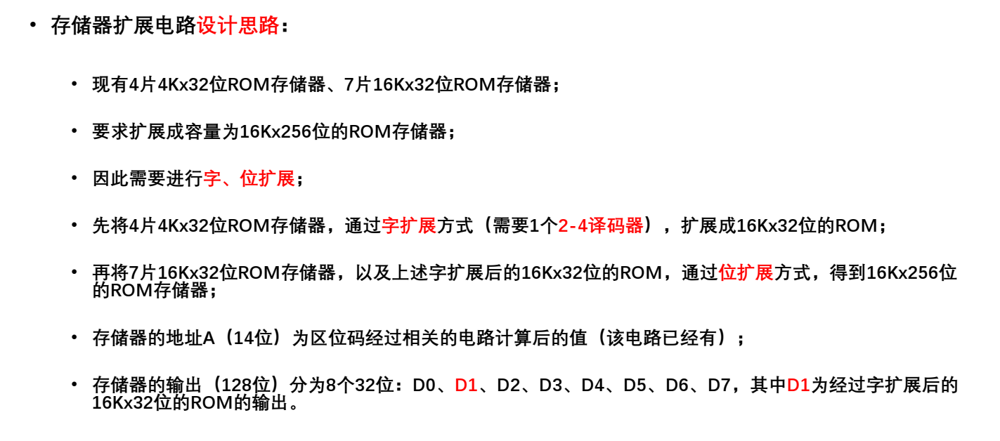 • 存储器扩展电路设计思路：
• 现有4片4Kx32位ROM存储器、7片16Kx32位ROM存储器；
• 要求扩展成容量为16Kx256位的ROM存储器；
• 因此需要进行字、位扩展；
• 先将4片4Kx32位ROM存储器，通过字扩展方式（需要1个2-4译码器），扩展成16Kx32位的ROM；
• 再将7片16Kx32位ROM存储器，以及上述字扩展后的16Kx32位的ROM，通过位扩展方式，得到16Kx256位
的ROM存储器；
• 存储器的地址A（14位）为区位码经过相关的电路计算后的值（该电路已经有）；
• 存储器的输出（128位）分为8个32位：D0、D1、D2、D3、D4、D5、D6、D7，其中D1为经过字扩展后的
16Kx32位的ROM的输出。